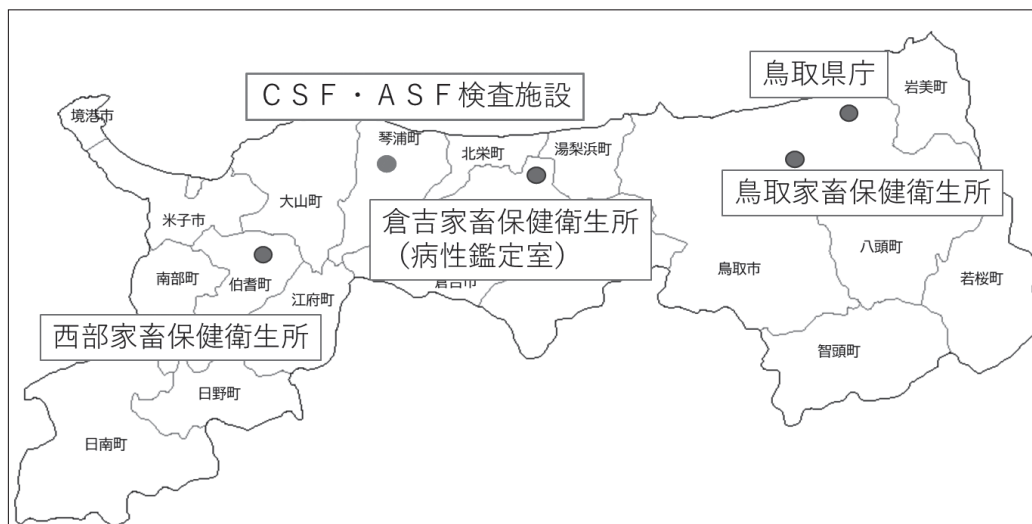 鳥取県庁
岩美町
CSF・ASF検査施設
境港市
琴浦町
北栄町
湯梨浜町
鳥取家畜保健衛生所
大山町
米子市
倉吉家畜保健衛生所
(病性鑑定室)
八頭町
鳥取市
若桜町
南部町
伯耆町
倉吉市
江府町
西部家畜保健衛生所
智頭町
日野町
日南町